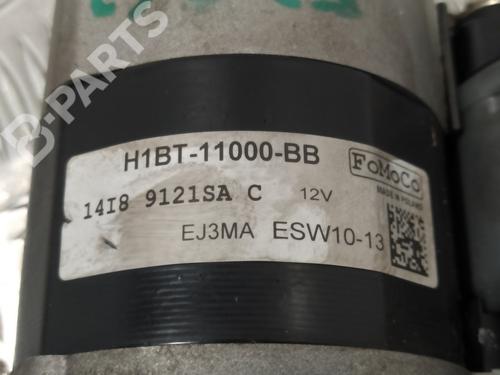 B-PARTS
H1BT-11000-BB
FoMoCo
MADE IN POLAND
14I8 9121SA C 12V
EJ3MA ESW10-13